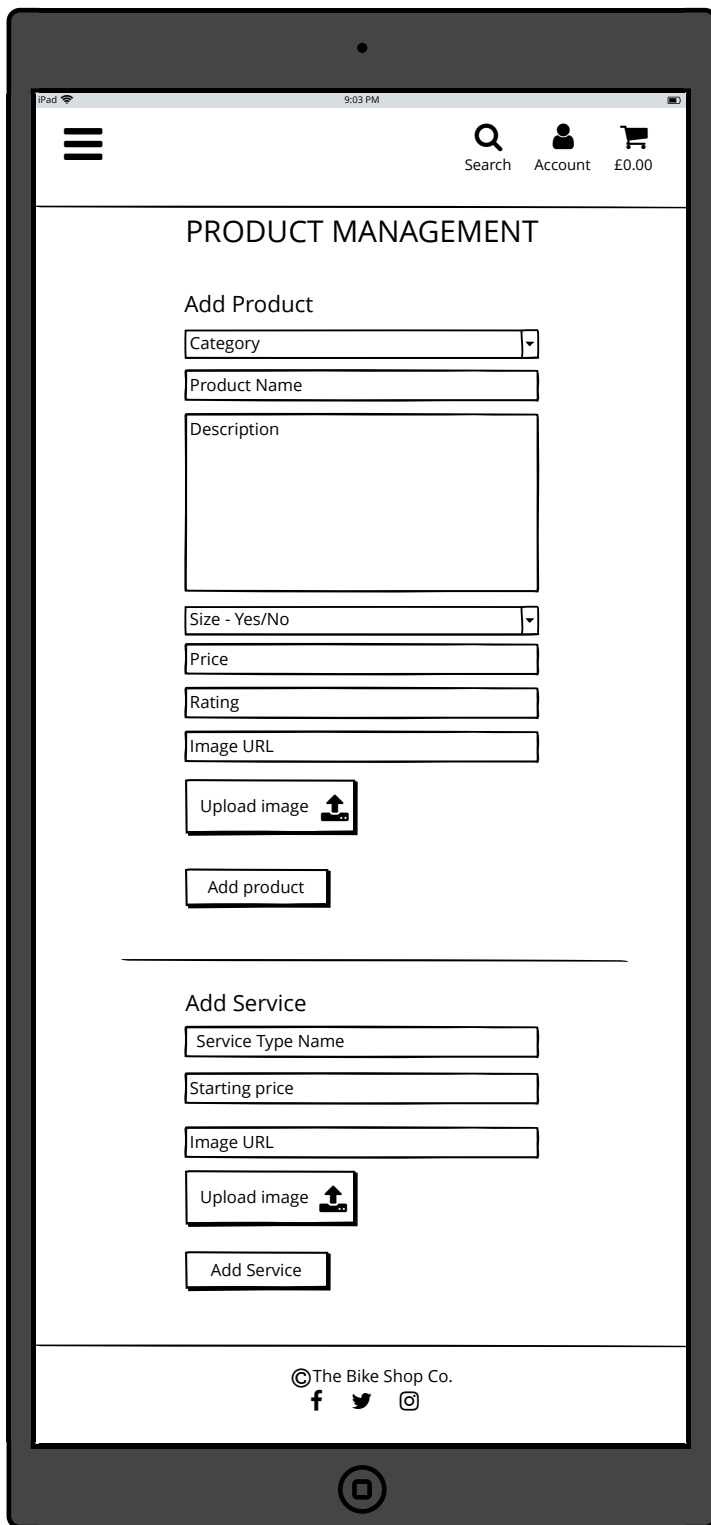 iPad 9:03 PM
Search Account £0.00
PRODUCT MANAGEMENT
Add Product
Category
Product Name
Description
Size - Yes/No
Price
Rating
Image URL
Upload image
Add product
Add Service
Service Type Name
Starting price
Image URL
Upload image
Add Service
©The Bike Shop Co.